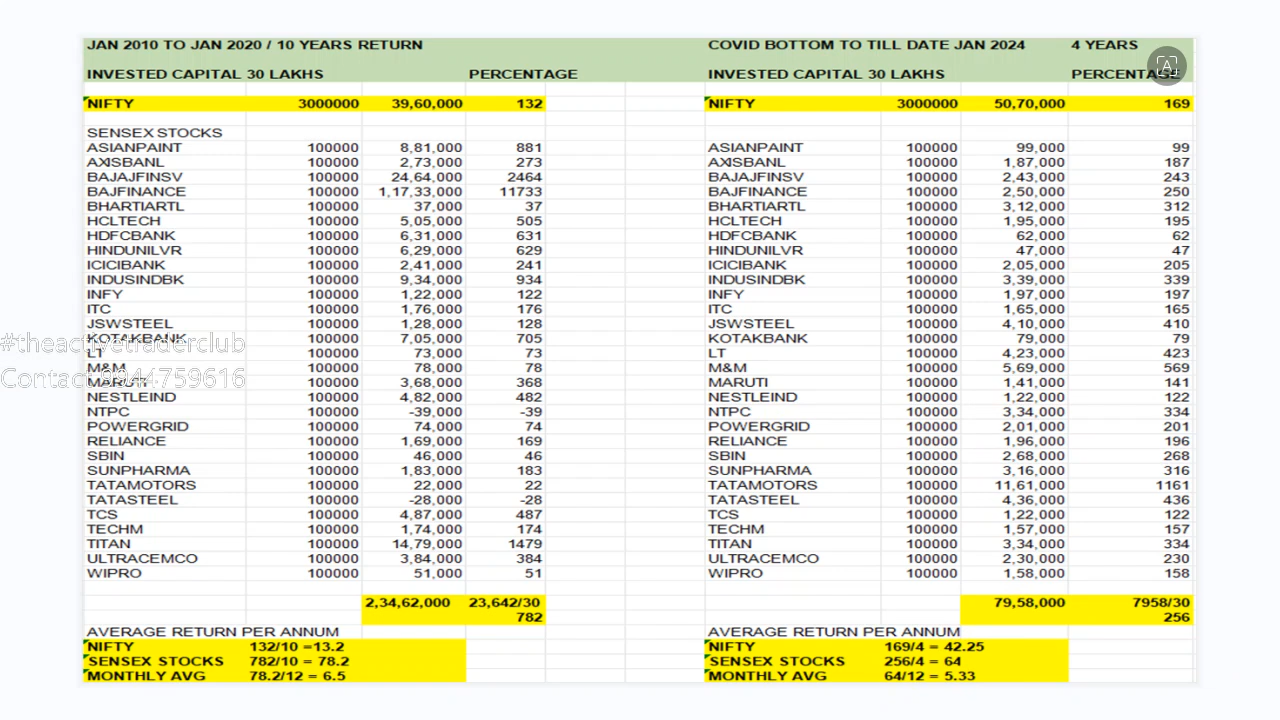 JAN 2010 TO JAN 2020 / 10 YEARS RETURN COVID BOTTOM TO TILL DATE JAN 2024 4 YEARS
INVESTED CAPITAL 30 LAKHS PERCENTAGE INVESTED CAPITAL 30 LAKHS PERCENTAGE
NIFTY 3000000 39,60,000 132 NIFTY 3000000 50,70,000 169
SENSEX STOCKS
ASIANPAINT 100000 8,81,000 881 ASIANPAINT 100000 99,000 99
AXISBANL 100000 2,73,000 273 AXISBANL 100000 1,87,000 187
BAJAJFINSV 100000 24,64,000 2464 BAJAJFINSV 100000 2,43,000 243
BAJFINANCE 100000 1,17,33,000 11733 BAJFINANCE 100000 2,50,000 250
BHARTIARTL 100000 37,000 37 BHARTIARTL 100000 3,12,000 312
HCLTECH 100000 5,05,000 505 HCLTECH 100000 1,95,000 195
HDFCBANK 100000 6,31,000 631 HDFCBANK 100000 62,000 62
HINDUNILVR 100000 6,29,000 629 HINDUNILVR 100000 47,000 47
ICICIBANK 100000 2,41,000 241 ICICIBANK 100000 2,05,000 205
INDUSINDBK 100000 9,34,000 934 INDUSINDBK 100000 3,39,000 339
INFY 100000 1,22,000 122 INFY 100000 1,97,000 197
ITC 100000 1,76,000 176 ITC 100000 1,65,000 165
JSWSTEEL 100000 1,28,000 128 JSWSTEEL 100000 4,10,000 410
KOTAKBANK 100000 7,05,000 705 KOTAKBANK 100000 79,000 79
#theactivetraderclub
LT 100000 73,000 73 LT 100000 4,23,000 423
M&M 100000 78,000 78 M&M 100000 5,69,000 569
Contact 9944759616
MARUTI 100000 3,68,000 368 MARUTI 100000 1,41,000 141
NESTLEIND 100000 4,82,000 482 NESTLEIND 100000 1,22,000 122
NTPC 100000 -39,000 -39 NTPC 100000 3,34,000 334
POWERGRID 100000 74,000 74 POWERGRID 100000 2,01,000 201
RELIANCE 100000 1,69,000 169 RELIANCE 100000 1,96,000 196
SBIN 100000 46,000 46 SBIN 100000 2,68,000 268
SUNPHARMA 100000 1,83,000 183 SUNPHARMA 100000 3,16,000 316
TATAMOTORS 100000 22,000 22 TATAMOTORS 100000 11,61,000 1161
TATASTEEL 100000 -28,000 -28 TATASTEEL 100000 4,36,000 436
TCS 100000 4,87,000 487 TCS 100000 1,22,000 122
TECHM 100000 1,74,000 174 TECHM 100000 1,57,000 157
TITAN 100000 14,79,000 1479 TITAN 100000 3,34,000 334
ULTRACEMCO 100000 3,84,000 384 ULTRACEMCO 100000 2,30,000 230
WIPRO 100000 51,000 51 WIPRO 100000 1,58,000 158
2,34,62,000 23,642/30 79,58,000 7958/30
782 256
AVERAGE RETURN PER ANNUM AVERAGE RETURN PER ANNUM
NIFTY 132/10 =13.2 NIFTY 169/4 = 42.25
SENSEX STOCKS 782/10 = 78.2 SENSEX STOCKS 256/4 = 64
MONTHLY AVG 78.2/12 = 6.5 MONTHLY AVG 64/12 = 5.33